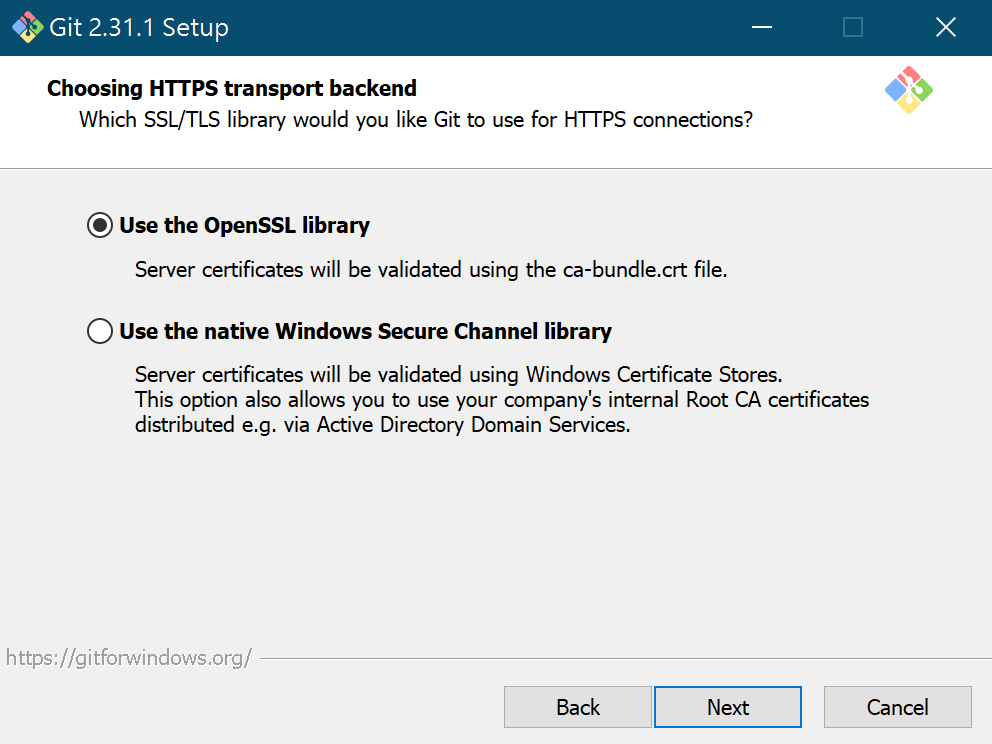 Git 2.31.1 Setup
Choosing HTTPS transport backend
Which SSL/TLS library would you like Git to use for HTTPS connections?
Use the OpenSSL library
Server certificates will be validated using the ca-bundle.crt file.
Use the native Windows Secure Channel library
Server certificates will be validated using Windows Certificate Stores.
This option also allows you to use your company's internal Root CA certificates
distributed e.g. via Active Directory Domain Services.
https://gitforwindows.org/
Back Next Cancel